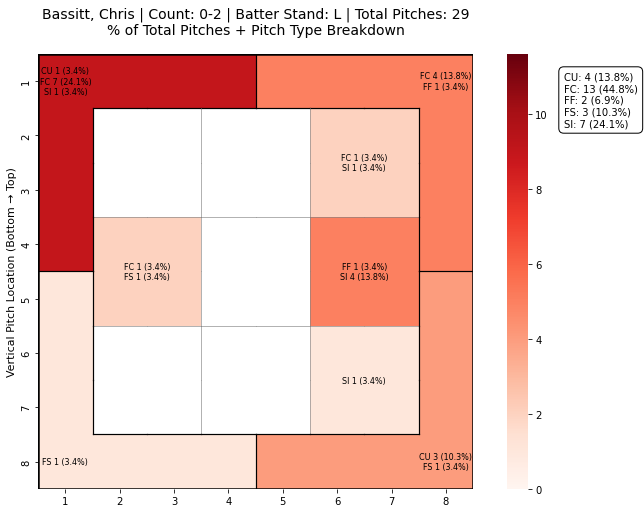 Bassitt, Chris | Count: 0-2 | Batter Stand: L | Total Pitches: 29
% of Total Pitches + Pitch Type Breakdown
CU 1 (3.4%)
FC 7 (24.1%)
SI 1 (3.4%)
FC 4 (13.8%)
FF 1 (3.4%)
FC 1 (3.4%)
SI 1 (3.4%)
FC 1 (3.4%)
FS 1 (3.4%)
FF 1 (3.4%)
SI 4 (13.8%)
SI 1 (3.4%)
FS 1 (3.4%)
CU 3 (10.3%)
FS 1 (3.4%)
Vertical Pitch Location (Bottom → Top)
1
2
3
4
5
6
7
8
1 2 3 4 5 6 7 8
10
8
6
4
2
0
CU: 4 (13.8%)
FC: 13 (44.8%)
FF: 2 (6.9%)
FS: 3 (10.3%)
SI: 7 (24.1%)